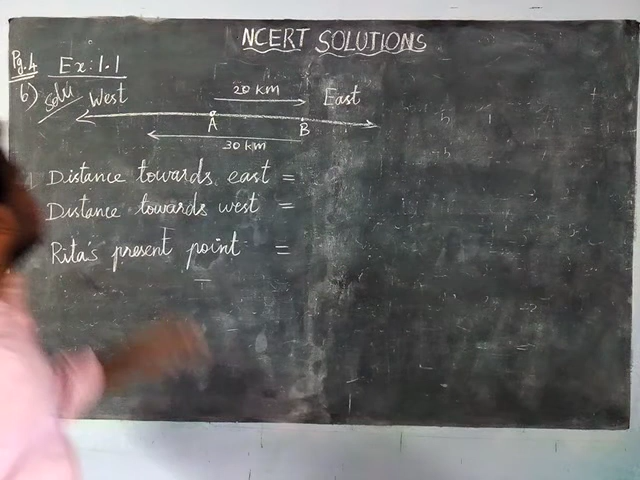 NCERT SOLUTIONS
Pg.4 Ex:1.1
6) Solu West 20 KM East
A B
30 KM
Distance towards east =
Distance towards west =
Rita's present point =